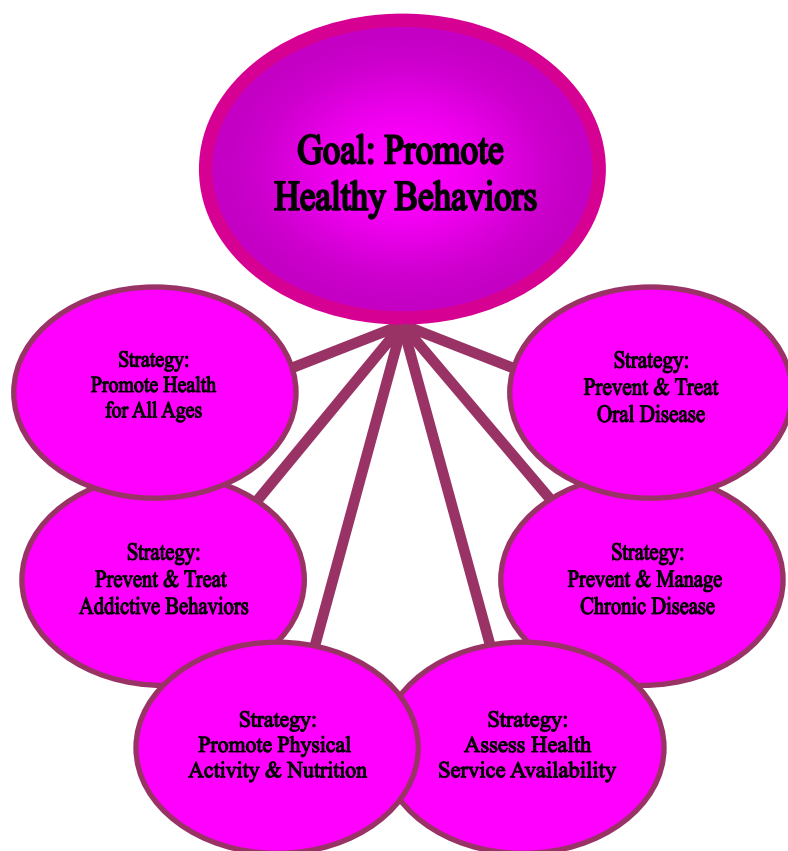 Goal: Promote
Healthy Behaviors
Strategy:
Promote Health
for All Ages
Strategy:
Prevent & Treat
Oral Disease
Strategy:
Prevent & Treat
Addictive Behaviors
Strategy:
Prevent & Manage
Chronic Disease
Strategy:
Promote Physical
Activity & Nutrition
Strategy:
Assess Health
Service Availability